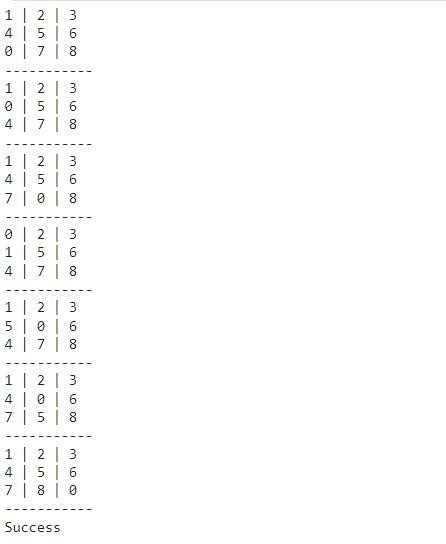 1 | 2 | 3
4 | 5 | 6
0 | 7 | 8
-----------
1 | 2 | 3
0 | 5 | 6
4 | 7 | 8
-----------
1 | 2 | 3
4 | 5 | 6
7 | 0 | 8
-----------
0 | 2 | 3
1 | 5 | 6
4 | 7 | 8
-----------
1 | 2 | 3
5 | 0 | 6
4 | 7 | 8
-----------
1 | 2 | 3
4 | 0 | 6
7 | 5 | 8
-----------
1 | 2 | 3
4 | 5 | 6
7 | 8 | 0
-----------
Success